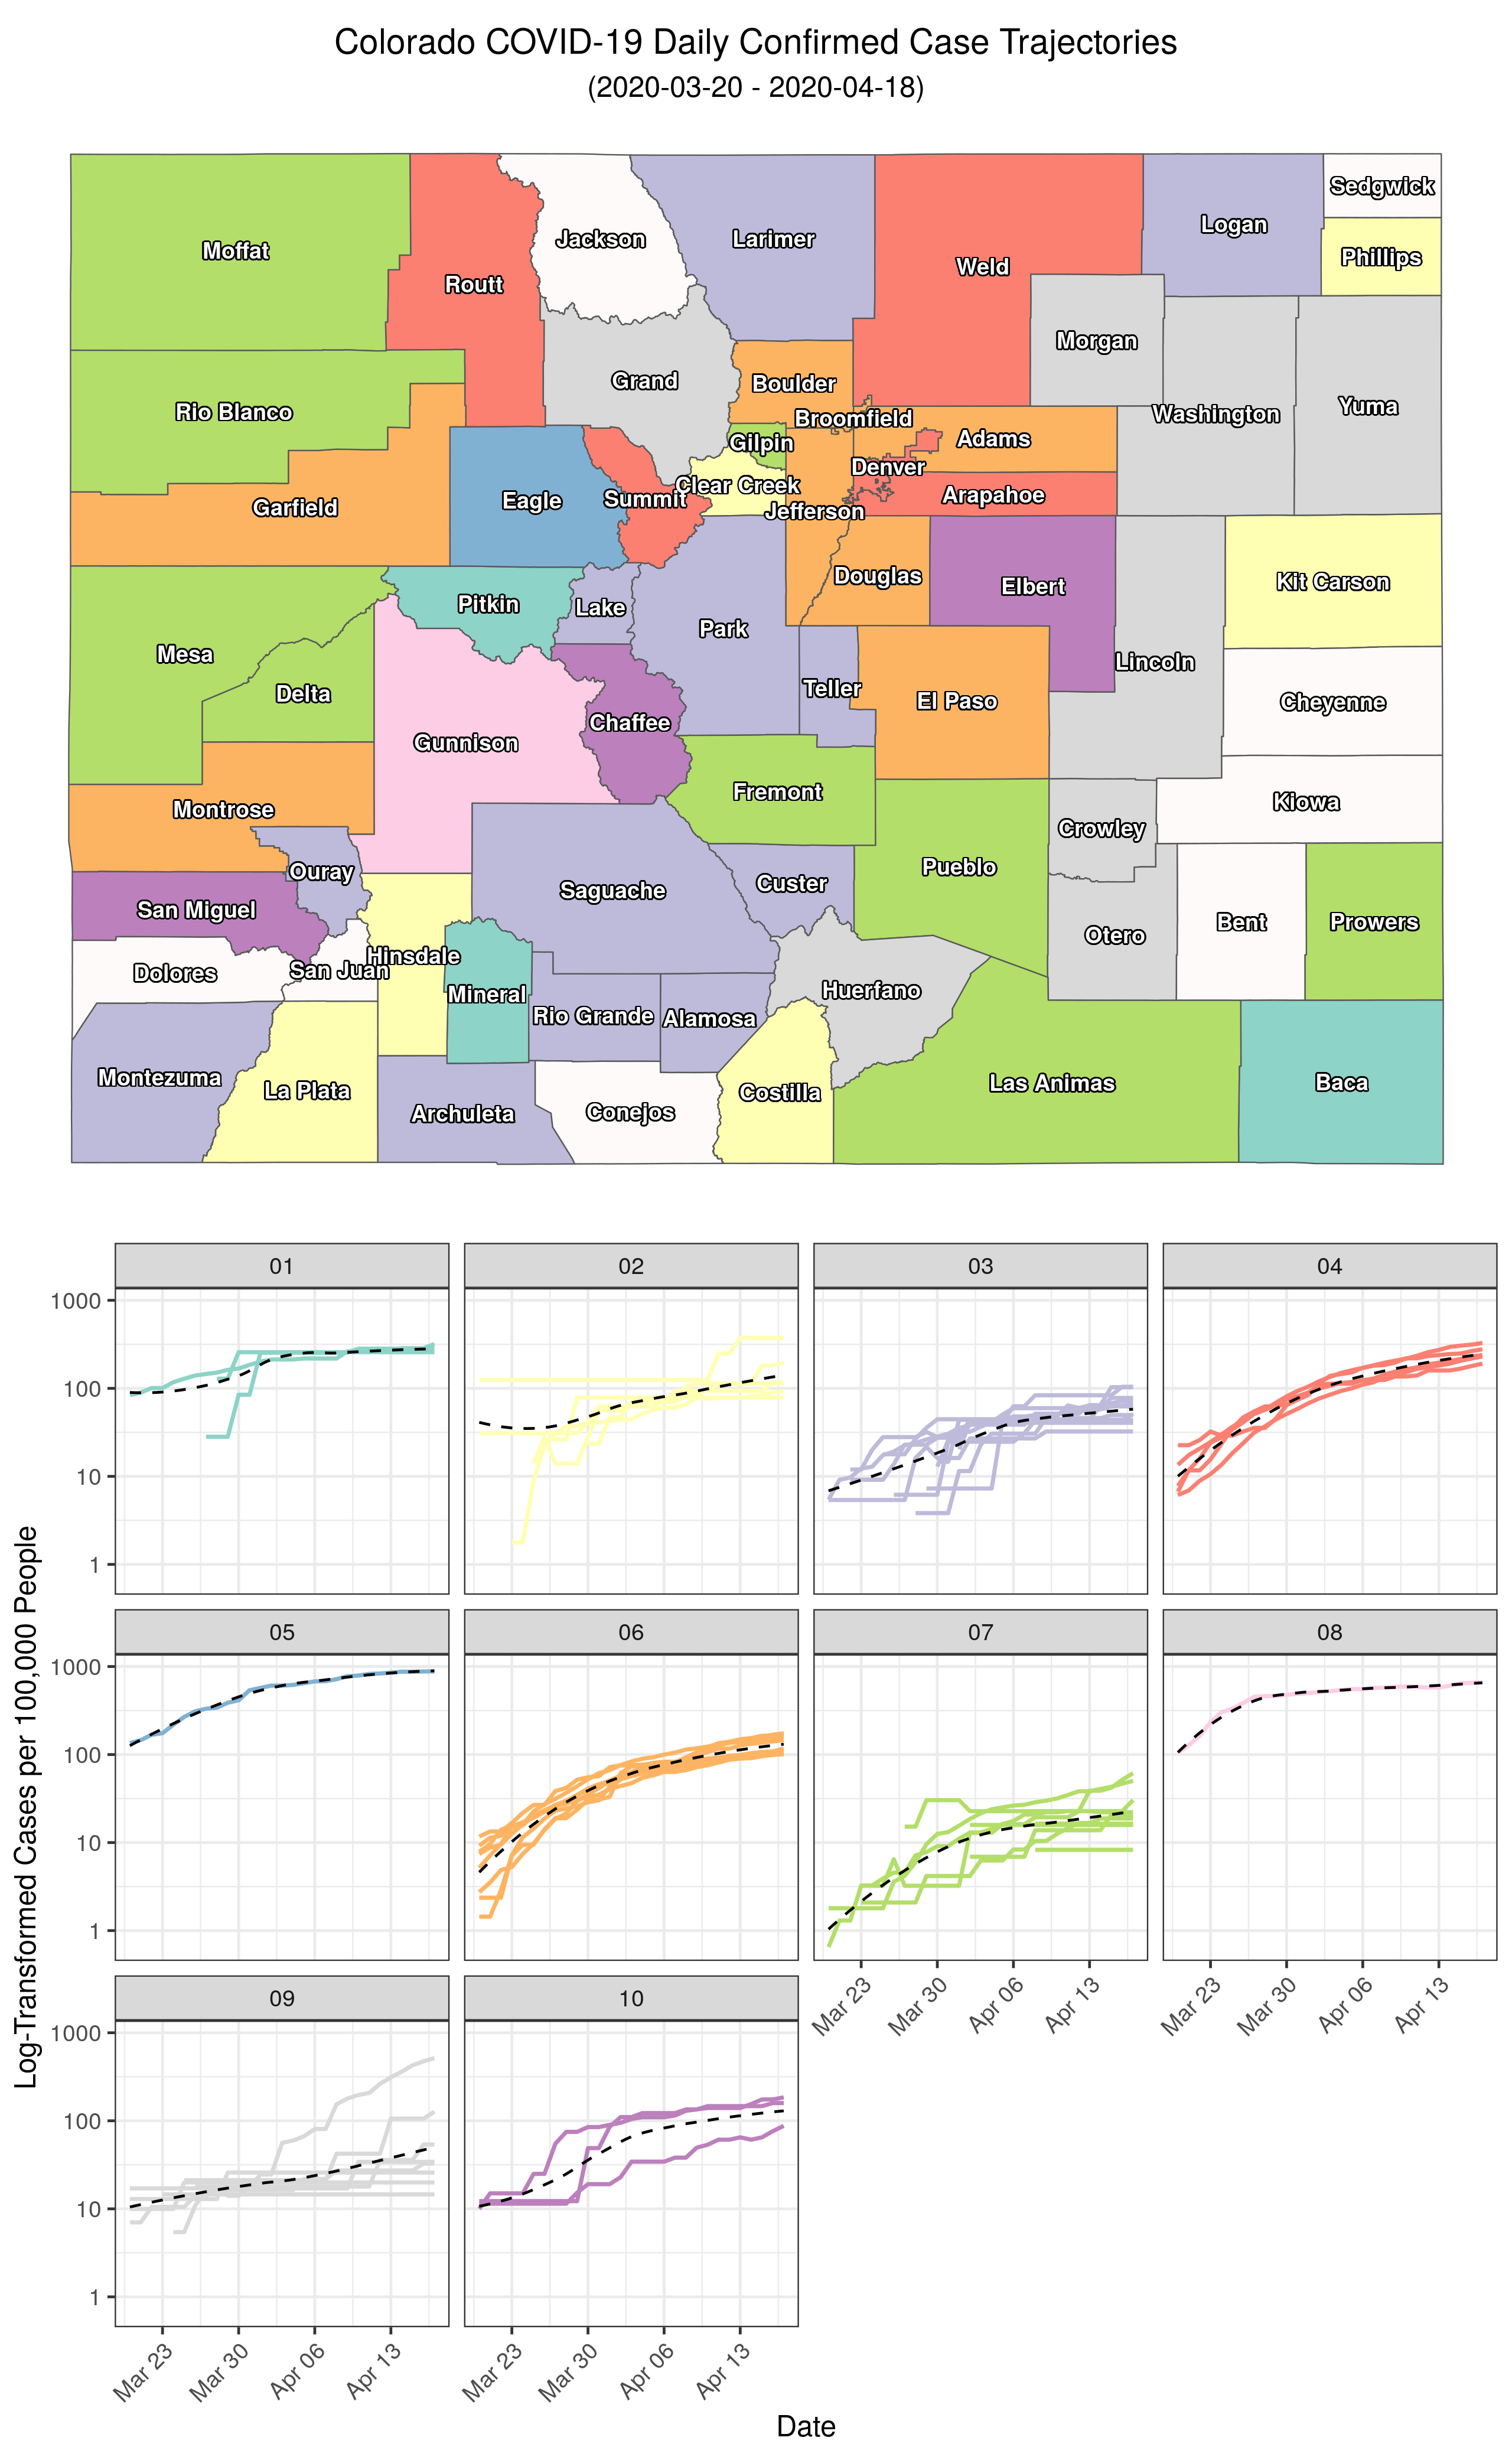 Colorado COVID-19 Daily Confirmed Case Trajectories
(2020-03-20 - 2020-04-18)
Sedgwick
Moffat
Routt
Jackson
Larimer
Weld
Logan
Phillips
Rio Blanco
Grand
Boulder
Morgan
Washington
Yuma
Garfield
Eagle
Summit
Gilpin
Clear Creek
Broomfield
Adams
Denver
Arapahoe
Jefferson
Mesa
Delta
Pitkin
Lake
Park
Douglas
Elbert
Lincoln
Kit Carson
Gunnison
Chaffee
Teller
El Paso
Cheyenne
Montrose
Fremont
Crowley
Kiowa
Ouray
San Miguel
Saguache
Custer
Pueblo
Otero
Bent
Prowers
Dolores
San Juan
Hinsdale
Mineral
Rio Grande
Alamosa
Huerfano
Montezuma
La Plata
Archuleta
Conejos
Costilla
Las Animas
Baca
01
02
03
04
1000
100
10
1
05
06
07
08
1000
100
10
1
Mar 23
Mar 30
Apr 06
Apr 13
Mar 23
Mar 30
Apr 06
Apr 13
09
10
1000
100
10
1
Mar 23
Mar 30
Apr 06
Apr 13
Mar 23
Mar 30
Apr 06
Apr 13
Log-Transformed Cases per 100,000 People
Date